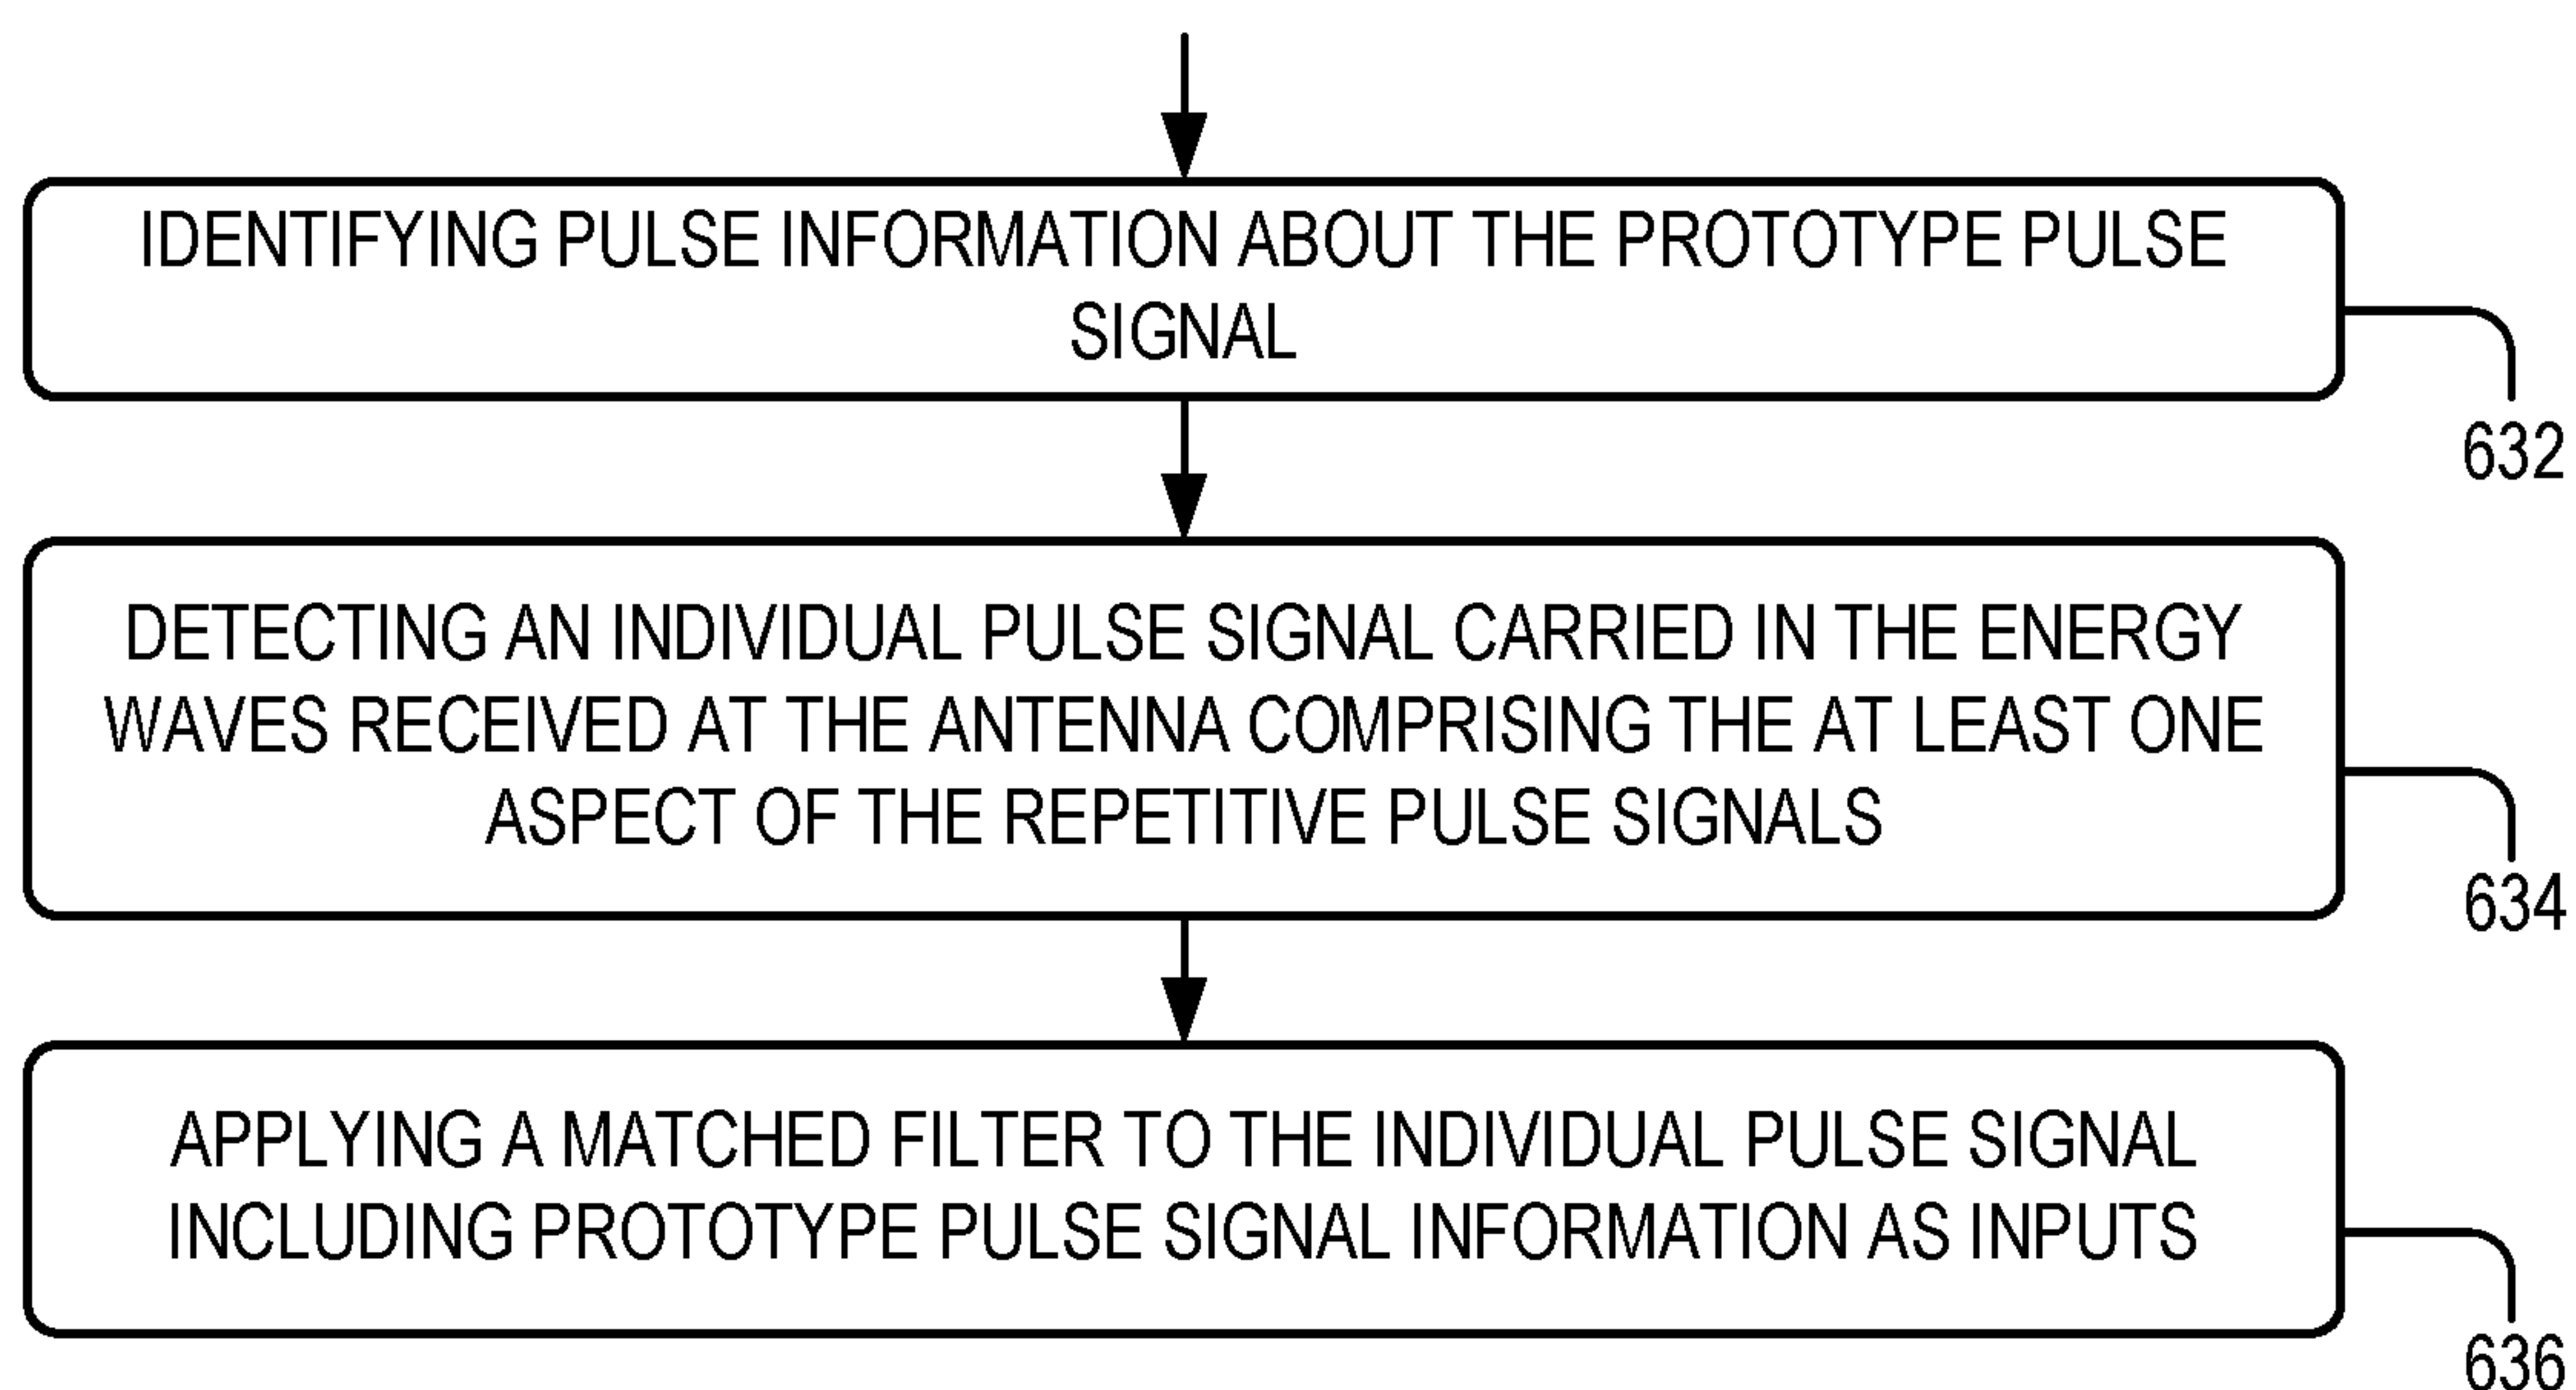 IDENTIFYING PULSE INFORMATION ABOUT THE PROTOTYPE PULSE
SIGNAL
632
DETECTING AN INDIVIDUAL PULSE SIGNAL CARRIED IN THE ENERGY
WAVES RECEIVED AT THE ANTENNA COMPRISING THE AT LEAST ONE
ASPECT OF THE REPETITIVE PULSE SIGNALS
634
APPLYING A MATCHED FILTER TO THE INDIVIDUAL PULSE SIGNAL
INCLUDING PROTOTYPE PULSE SIGNAL INFORMATION AS INPUTS
636